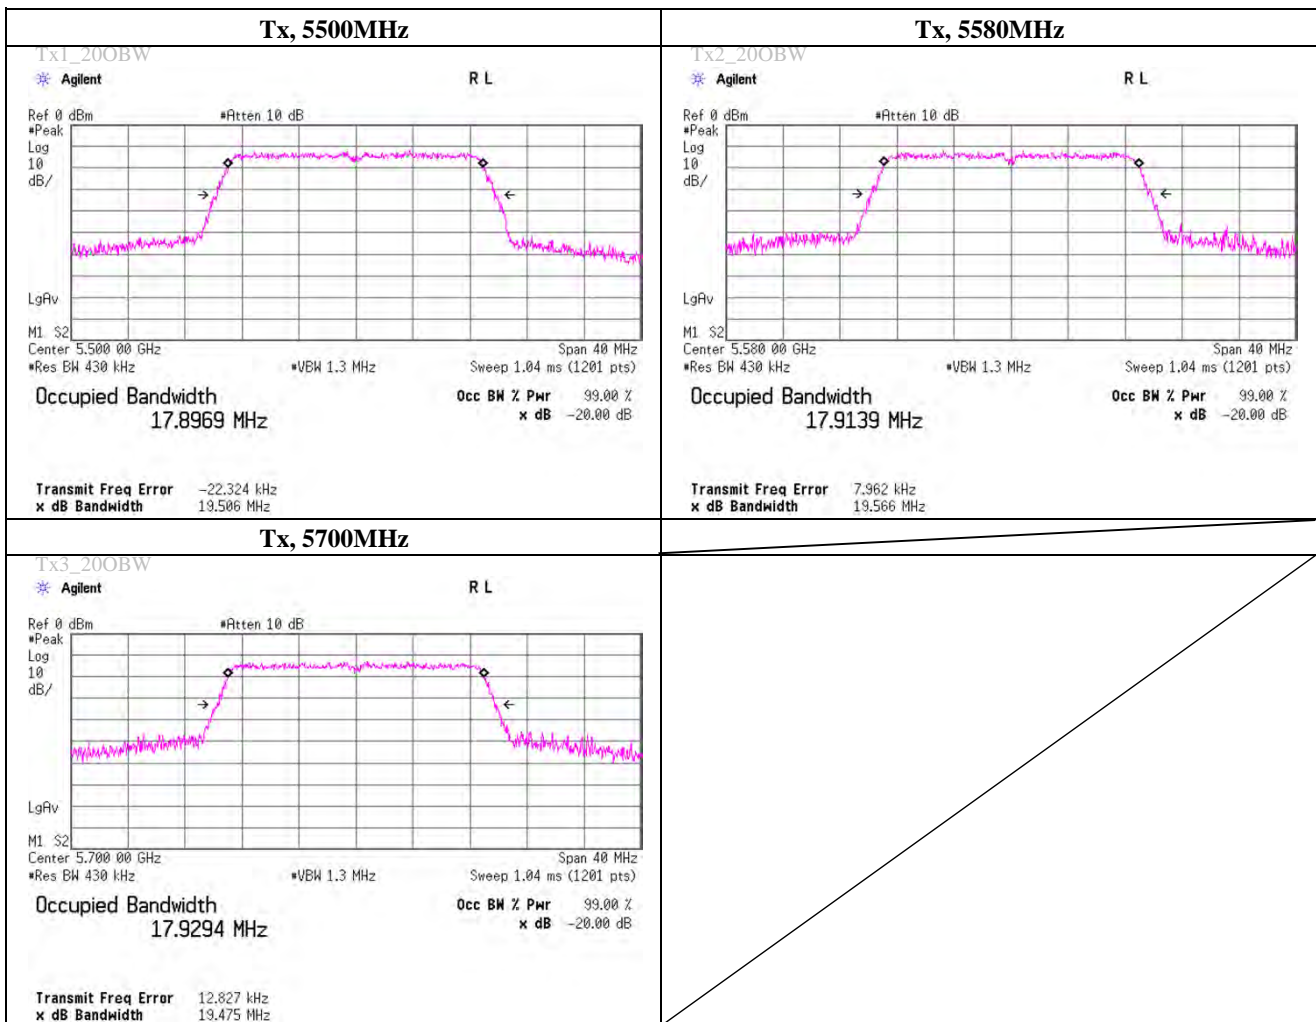 Tx, 5500MHz
Tx1_20OBW
Agilent
R L
Ref 0 dBm
#Atten 10 dB
#Peak
Log
10
dB/
LgAv
M1 S2
Center 5.500 00 GHz
Span 40 MHz
#Res BW 430 kHz
#VBW 1.3 MHz
Sweep 1.04 ms (1201 pts)
Occupied Bandwidth
17.8969 MHz
Occ BW % Pwr 99.00 %
x dB -20.00 dB
Transmit Freq Error -22.324 kHz
x dB Bandwidth 19.506 MHz
Tx, 5580MHz
Tx2_20OBW
Agilent
R L
Ref 0 dBm
#Atten 10 dB
#Peak
Log
10
dB/
LgAv
M1 S2
Center 5.580 00 GHz
Span 40 MHz
#Res BW 430 kHz
#VBW 1.3 MHz
Sweep 1.04 ms (1201 pts)
Occupied Bandwidth
17.9139 MHz
Occ BW % Pwr 99.00 %
x dB -20.00 dB
Transmit Freq Error 7.962 kHz
x dB Bandwidth 19.566 MHz
Tx, 5700MHz
Tx3_20OBW
Agilent
R L
Ref 0 dBm
#Atten 10 dB
#Peak
Log
10
dB/
LgAv
M1 S2
Center 5.700 00 GHz
Span 40 MHz
#Res BW 430 kHz
#VBW 1.3 MHz
Sweep 1.04 ms (1201 pts)
Occupied Bandwidth
17.9294 MHz
Occ BW % Pwr 99.00 %
x dB -20.00 dB
Transmit Freq Error 12.827 kHz
x dB Bandwidth 19.475 MHz